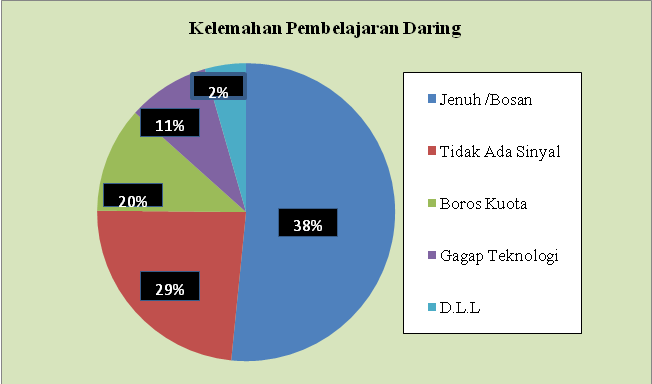 Kelemahan Pembelajaran Daring
2%
11%
20%
38%
29%
Jenuh /Bosan
Tidak Ada Sinyal
Boros Kuota
Gagap Teknologi
D.L.L